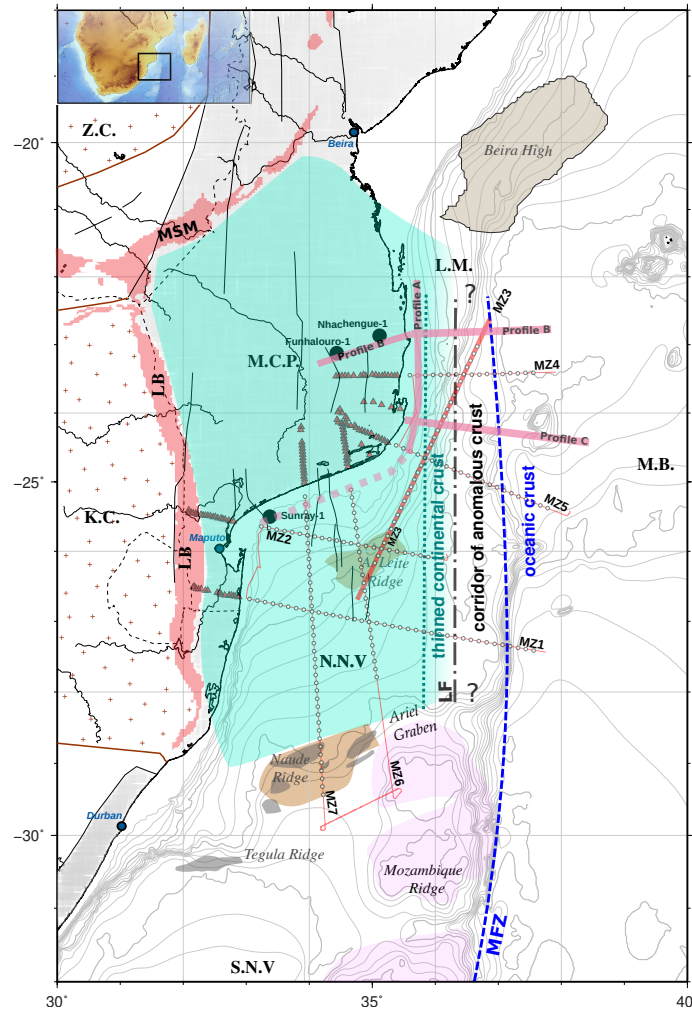 Z.C.
Beira
Beira High
MSM
L.M.
?
MZ3
Profile A
Nhachengue-1
Funhalouro-1
Profile B
Profile B
M.C.P.
MZ4
LB
Profile C
M.B.
K.C.
Sunray-1
MZ5
Maputo
LB
MZ2
MZ3
A. Leite
Ridge
thinned continental crust
corridor of anomalous crust
oceanic crust
MZ1
N.N.V
LF
?
Ariel
Graben
Naude
Ridge
MZ6
MZ7
Durban
Tegula Ridge
Mozambique
Ridge
MFZ
S.N.V
−20°
−25°
−30°
30°
35°
40°